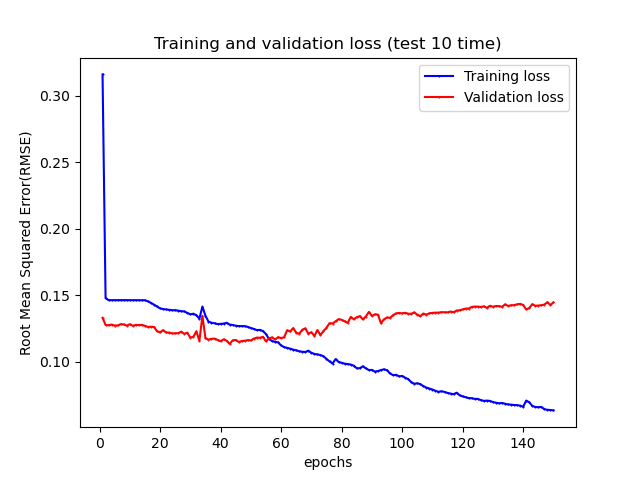 Training and validation loss (test 10 time)
Training loss
Validation loss
Root Mean Squared Error(RMSE)
0.30
0.25
0.20
0.15
0.10
0 20 40 60 80 100 120 140
epochs